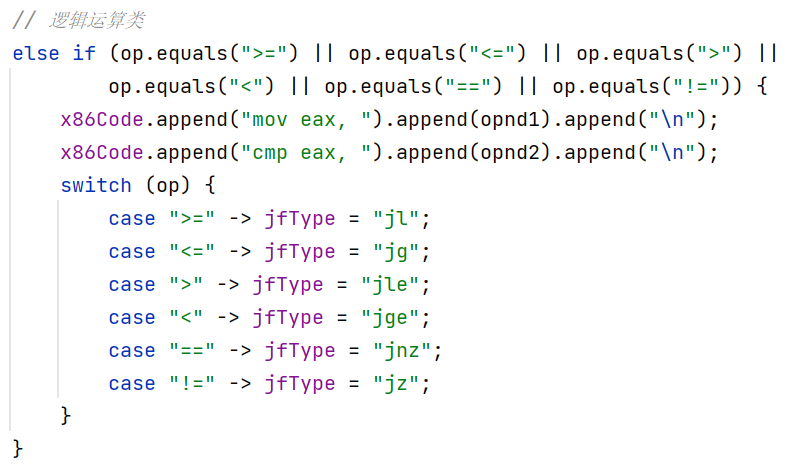 // 逻辑运算类
else if (op.equals(">=") || op.equals("<=") || op.equals(">") ||
        op.equals("<") || op.equals("==") || op.equals("!=")) {
    x86Code.append("mov eax, ").append(opnd1).append("\n");
    x86Code.append("cmp eax, ").append(opnd2).append("\n");
    switch (op) {
        case ">=" -> jfType = "jl";
        case "<=" -> jfType = "jg";
        case ">" -> jfType = "jle";
        case "<" -> jfType = "jge";
        case "==" -> jfType = "jnz";
        case "!=" -> jfType = "jz";
    }
}